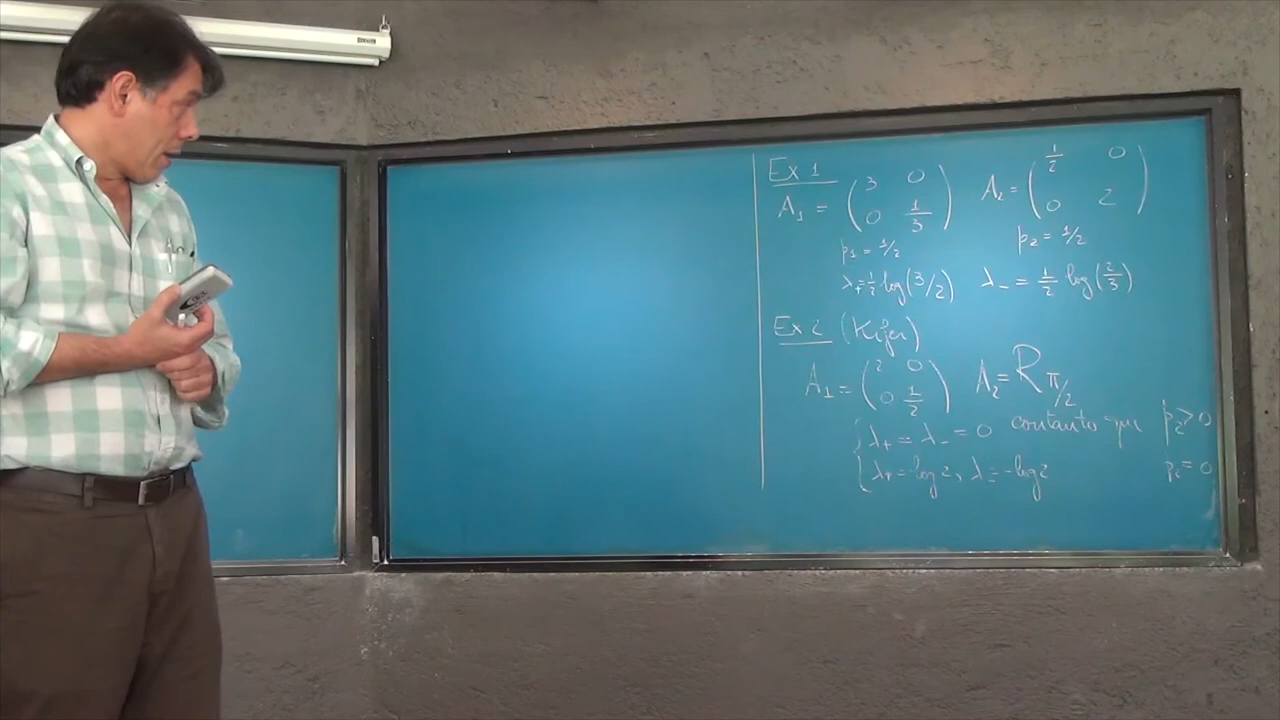 Ex 1
A₁ = (3 0; 0 1/3) A₂ = (1/2 0; 0 2)
p₁ = 1/2 p₂ = 1/2
λ₊ = 1/2 log(3/2) λ₋ = 1/2 log(2/3)
Ex 2 (Kifer)
A₁ = (2 0; 0 1/2) A₂ = R π/2
{ λ₊ = λ₋ = 0 contanto que p₂ > 0
λ₊ = log 2, λ₋ = -log 2 p₂ = 0